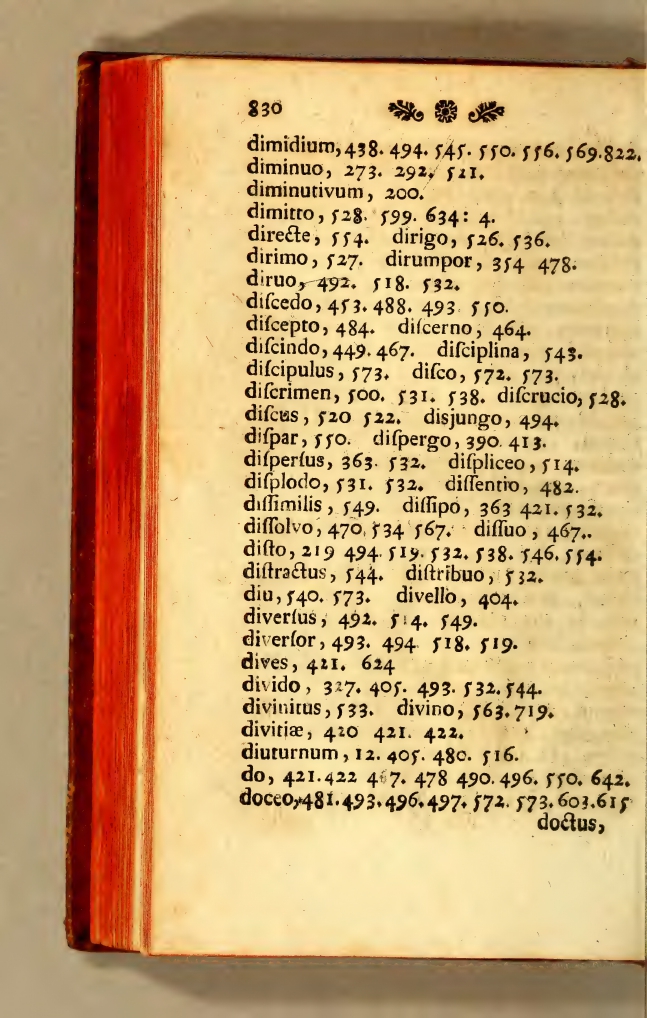 830
dimidium, 438. 494. 545. 550. 556. 569. 822.
diminuo, 273. 292, 521.
diminutivum, 200.
dimitto, 528. 599. 634: 4.
directe, 554. dirigo, 526. 536.
dirimo, 527. dirumpor, 354 478.
diruo, 492. 518. 532.
diſcedo, 453. 488. 493 550.
diſcepto, 484. diſcerno, 464.
diſcindo, 449. 467. diſciplina, 543.
diſcipulus, 573. diſco, 572. 573.
diſcrimen, 500. 531. 538. diſcrucio, 528.
diſcus, 520 522. disjungo, 494.
diſpar, 550. diſpergo, 390. 413.
diſperſus, 363. 532. diſpliceo, 514.
diſplodo, 531. 532. diſſentio, 482.
diſſimilis, 549. diſſipo, 363 421. 532.
diſſolvo, 470. 534 567. diſſuo, 467..
diſto, 219 494. 519. 532. 538. 546. 554.
diſtractus, 544. diſtribuo, 532.
diu, 540. 573. divello, 404.
diverſus, 492. 514. 549.
diverſor, 493. 494 518. 519.
dives, 421. 624
divido, 327. 405. 493. 532. 544.
divinitus, 533. divino, 563. 719.
divitiæ, 420 421. 422.
diuturnum, 12. 405. 480. 516.
do, 421. 422 467. 478 490. 496. 550. 642.
doceo, 481. 493. 496. 497. 572. 573. 603. 615
doctus,